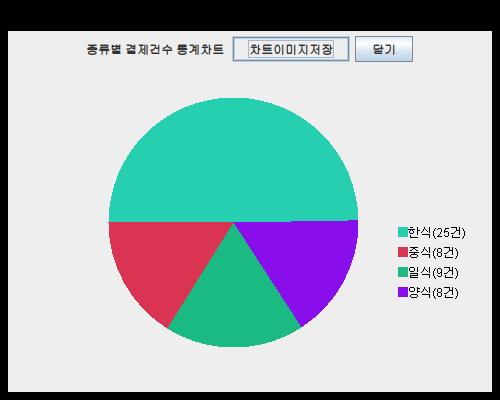 종류별 결제건수 통계차트 차트이미지저장 닫기
한식(25건)
중식(8건)
일식(9건)
양식(8건)